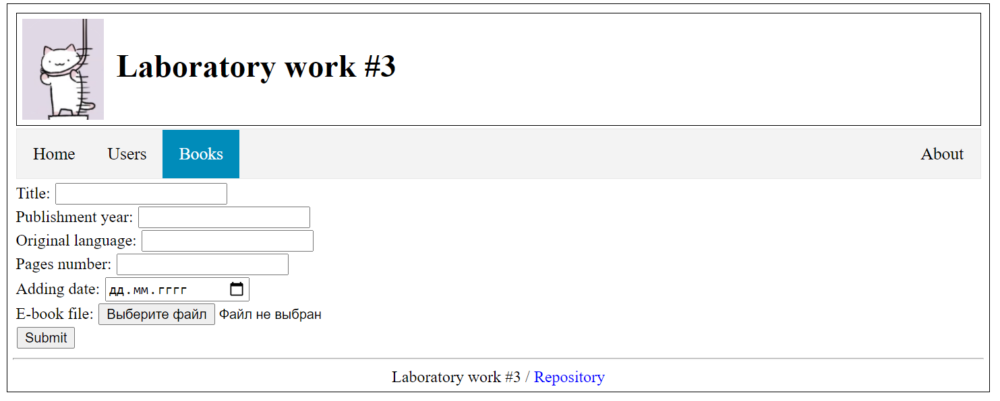 Laboratory work #3
Home Users Books About
Title:
Publishment year:
Original language:
Pages number:
Adding date: дд.мм.гггг
E-book file: Выберите файл Файл не выбран
Submit
Laboratory work #3 / Repository